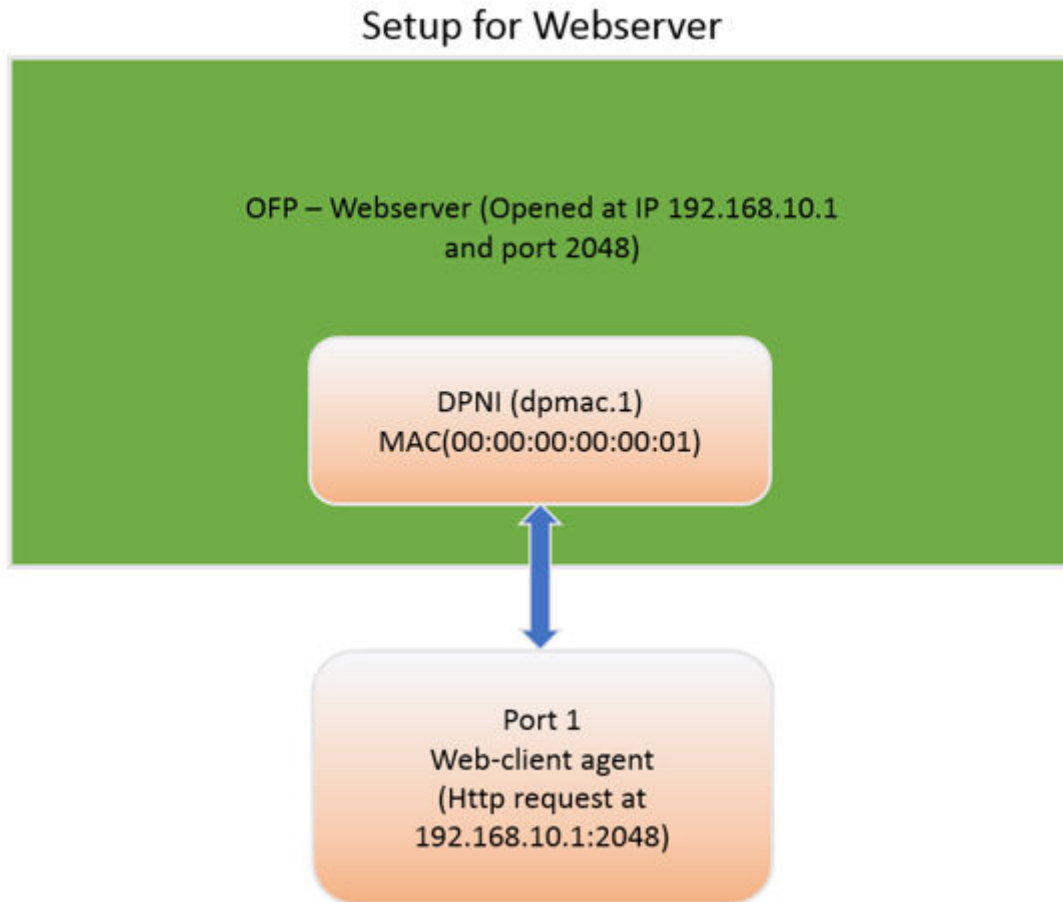 Setup for Webserver
OFP – Webserver (Opened at IP 192.168.10.1
and port 2048)
DPNI (dpmac.1)
MAC(00:00:00:00:00:01)
Port 1
Web-client agent
(Http request at
192.168.10.1:2048)